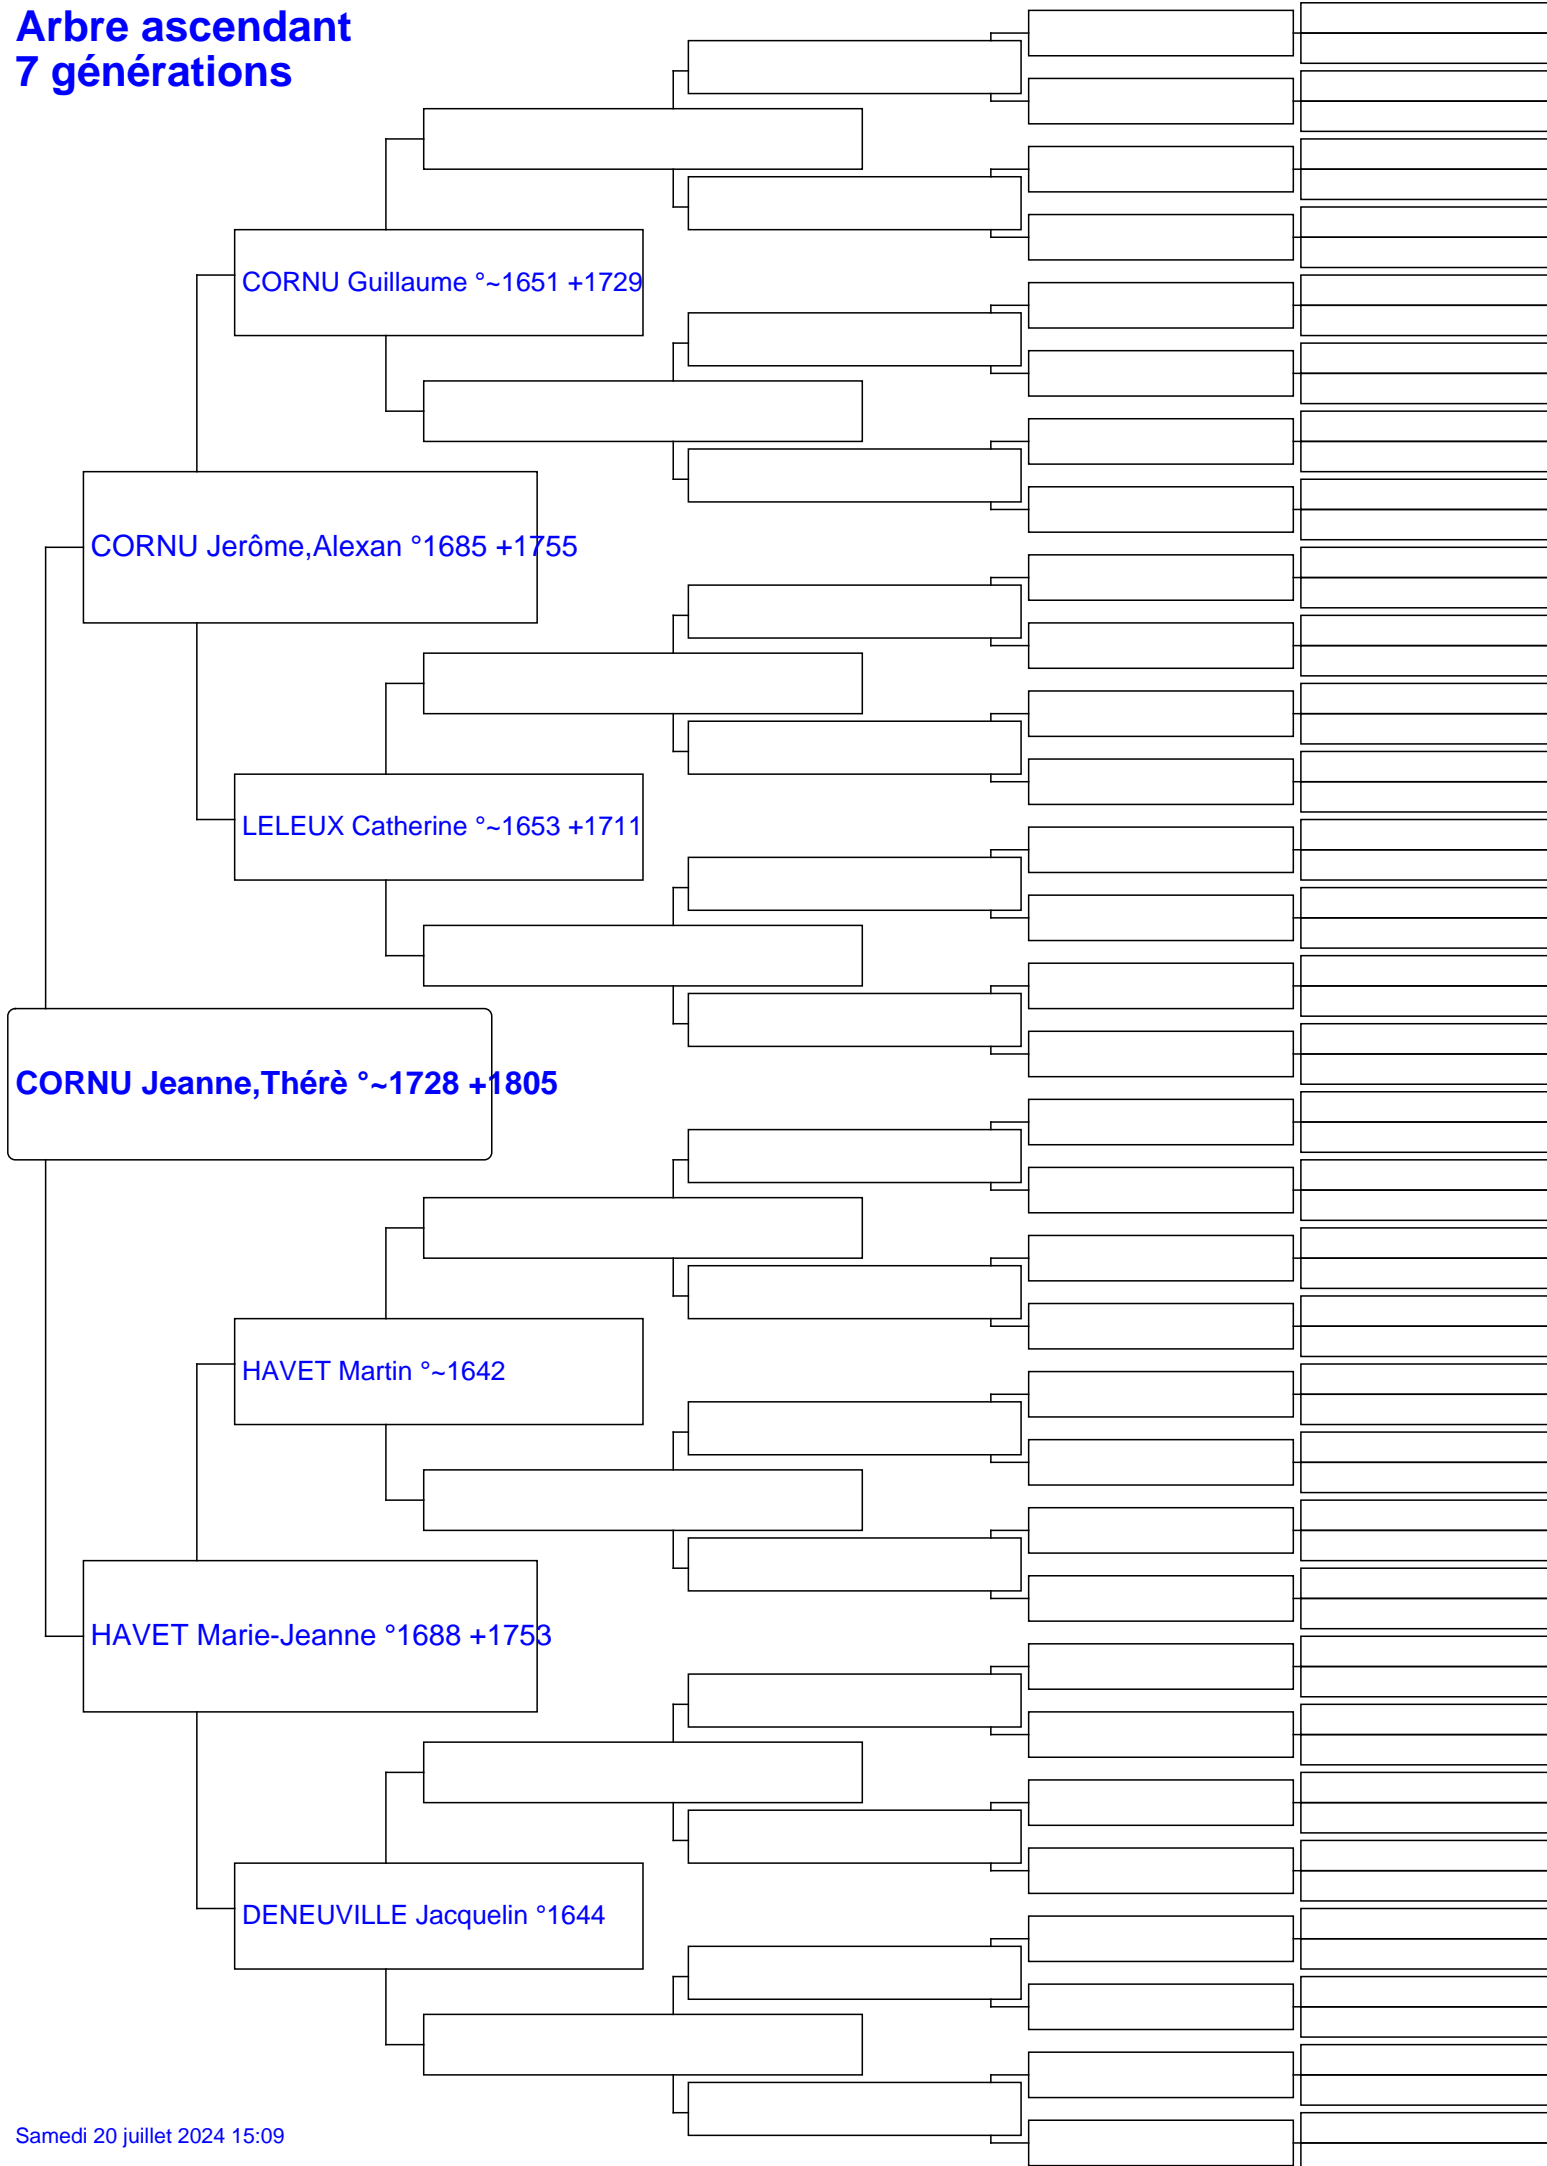 Arbre ascendant
7 générations
CORNU Guillaume °~1651 +1729
CORNU Jerôme,Alexan °1685 +1755
LELEUX Catherine °~1653 +1711
CORNU Jeanne,Thérè °~1728 +1805
HAVET Martin °~1642
HAVET Marie-Jeanne °1688 +1753
DENEUVILLE Jacquelin °1644
Samedi 20 juillet 2024 15:09